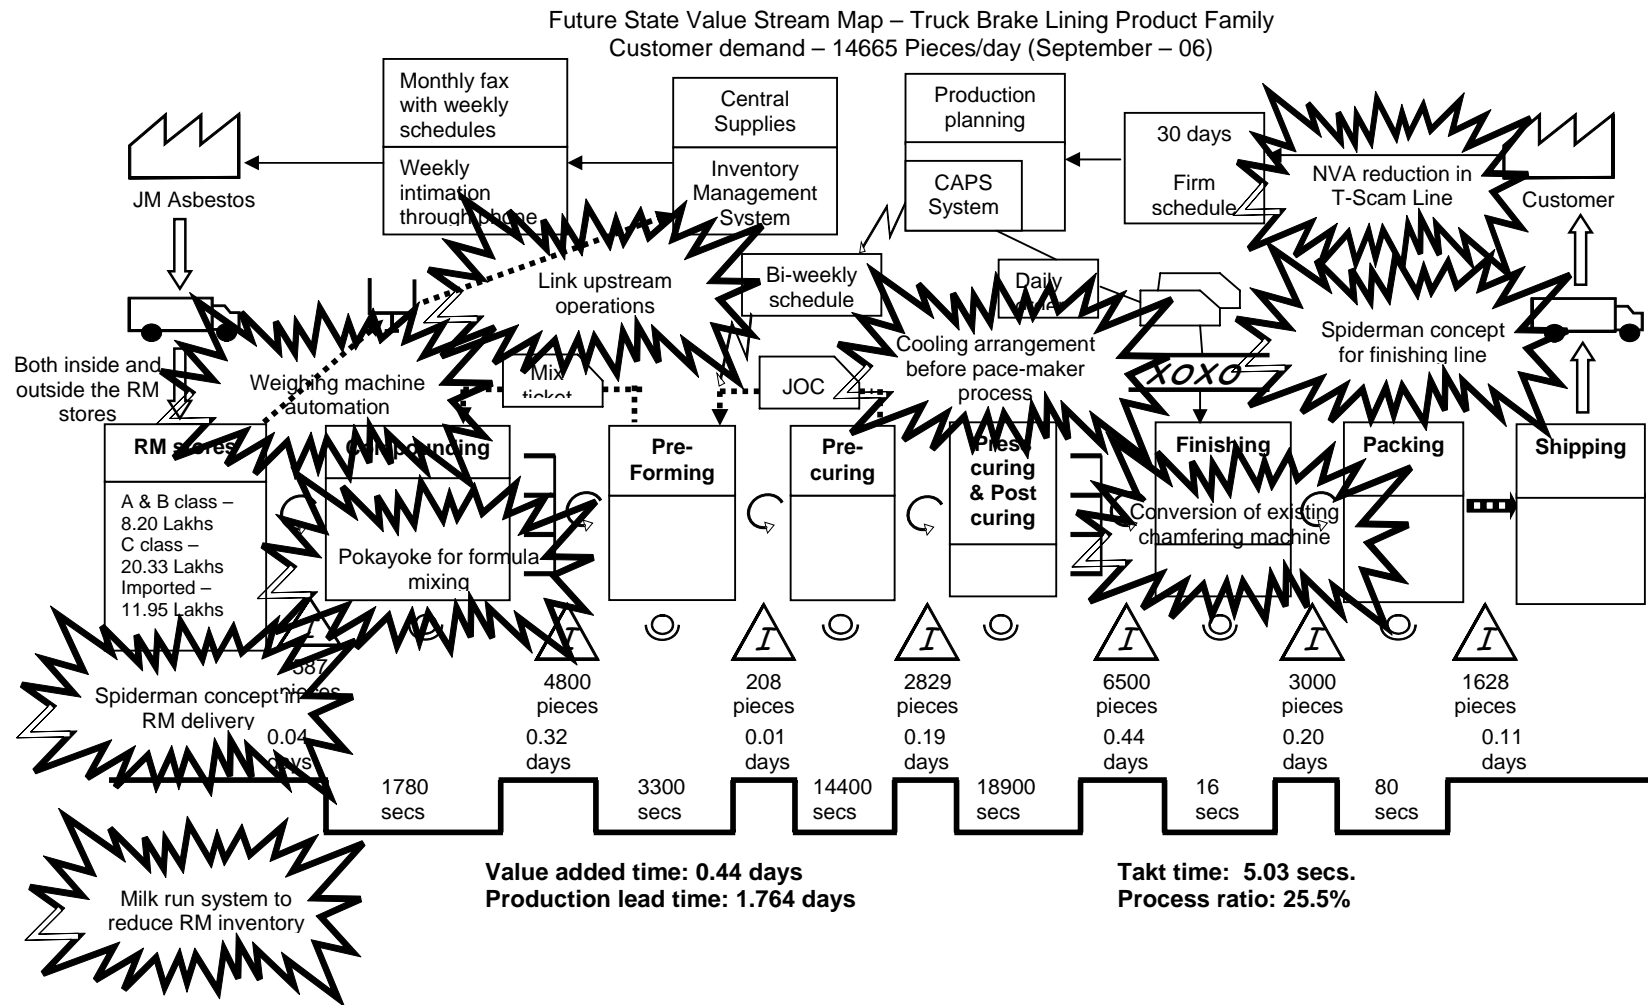 Future State Value Stream Map – Truck Brake Lining Product Family
Customer demand – 14665 Pieces/day (September – 06)
Monthly fax
with weekly
schedules
Weekly
intimation
through phone
Central
Supplies
Inventory
Management
System
Production
planning
CAPS
System
30 days
Firm
schedule
NVA reduction in
T-Scam Line
JM Asbestos
Customer
Link upstream
operations
Bi-weekly
schedule
Daily
order
Spiderman concept
for finishing line
Both inside and
outside the RM
stores
Weighing machine
automation
Mix
ticket
JOC
Cooling arrangement
before pace-maker
process
XOXO
RM stores
A & B class –
8.20 Lakhs
C class –
20.33 Lakhs
Imported –
11.95 Lakhs
Compounding
Pokayoke for formula
mixing
Pre-
Forming
Pre-
curing
Press
curing
& Post
curing
Finishing
Conversion of existing
chamfering machine
Packing
Shipping
I
I
I
I
I
I
I
587
pieces
4800
pieces
208
pieces
2829
pieces
6500
pieces
3000
pieces
1628
pieces
Spiderman concept in
RM delivery
0.04
days
0.32
days
0.01
days
0.19
days
0.44
days
0.20
days
0.11
days
1780
secs
3300
secs
14400
secs
18900
secs
16
secs
80
secs
Value added time: 0.44 days
Production lead time: 1.764 days
Takt time: 5.03 secs.
Process ratio: 25.5%
Milk run system to
reduce RM inventory